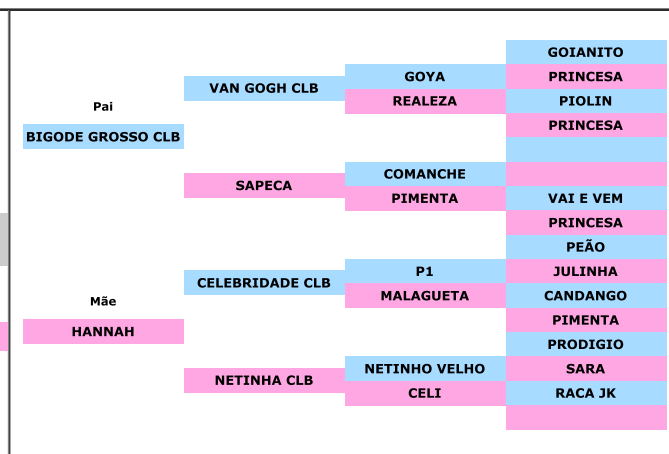 GOIANITO
GOYA
PRINCESA
VAN GOGH CLB
REALEZA
PIOLIN
Pai
PRINCESA
BIGODE GROSSO CLB
COMANCHE
SAPECA
PIMENTA
VAI E VEM
PRINCESA
PEÃO
P1
JULINHA
CELEBRIDADE CLB
MALAGUETA
CANDANGO
Mãe
PIMENTA
HANNAH
PRODIGIO
NETINHO VELHO
SARA
NETINHA CLB
CELI
RACA JK